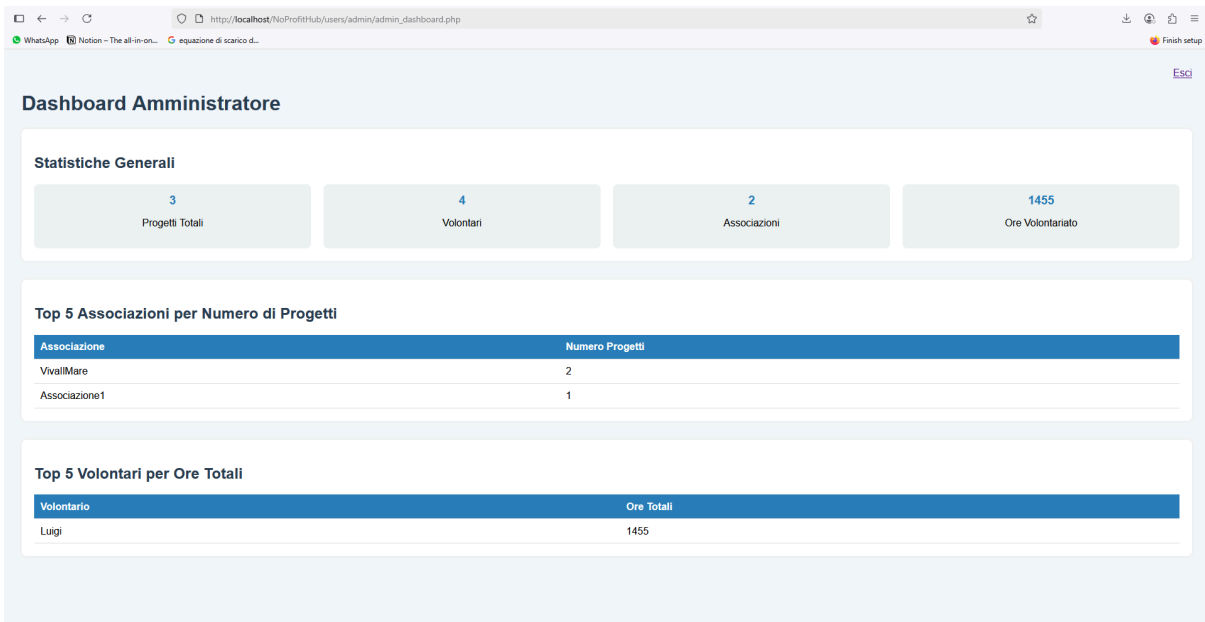 http://localhost/NoProfitHub/users/admin/admin_dashboard.php
WhatsApp Notion – The all-in-on... equazione di scarico d... Finish setup
Esci
Dashboard Amministratore
Statistiche Generali
3 4 2 1455
Progetti Totali Volontari Associazioni Ore Volontariato
Top 5 Associazioni per Numero di Progetti
Associazione Numero Progetti
VivaIlMare 2
Associazione1 1
Top 5 Volontari per Ore Totali
Volontario Ore Totali
Luigi 1455